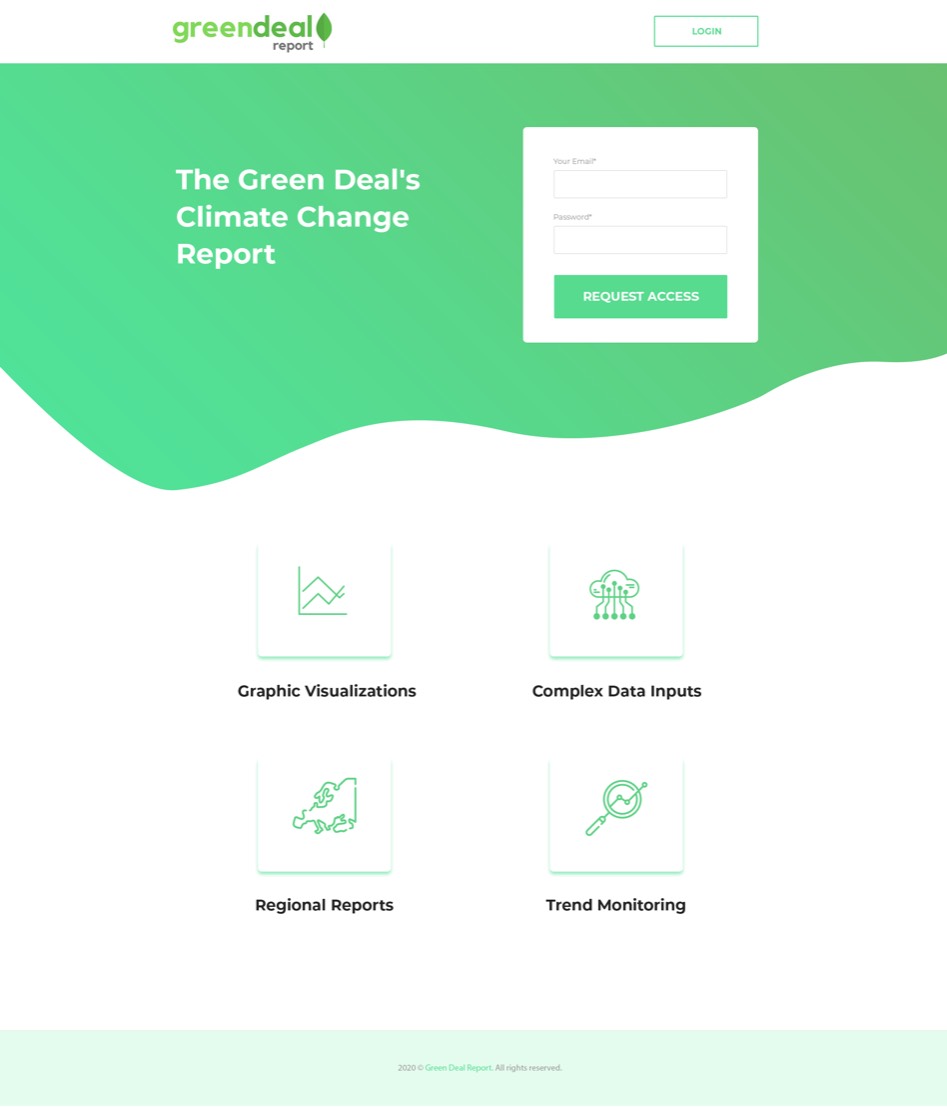 greendeal
report
LOGIN
The Green Deal's
Climate Change
Report
Your Email*
Password*
REQUEST ACCESS
Graphic Visualizations
Complex Data Inputs
Regional Reports
Trend Monitoring
2020 © Green Deal Report. All rights reserved.